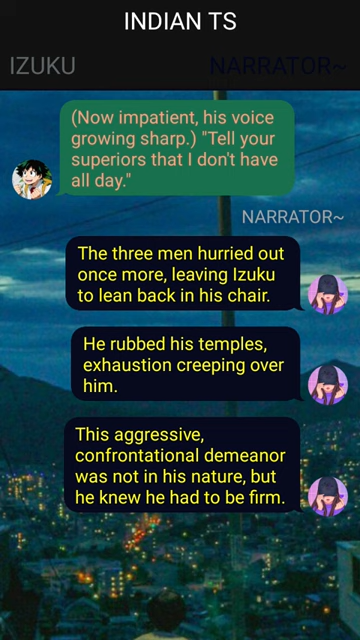 INDIAN TS
IZUKU NARRATOR~
(Now impatient, his voice
growing sharp.) "Tell your
superiors that I don't have
all day."
NARRATOR~
The three men hurried out
once more, leaving Izuku
to lean back in his chair.
He rubbed his temples,
exhaustion creeping over
him.
This aggressive,
confrontational demeanor
was not in his nature, but
he knew he had to be firm.